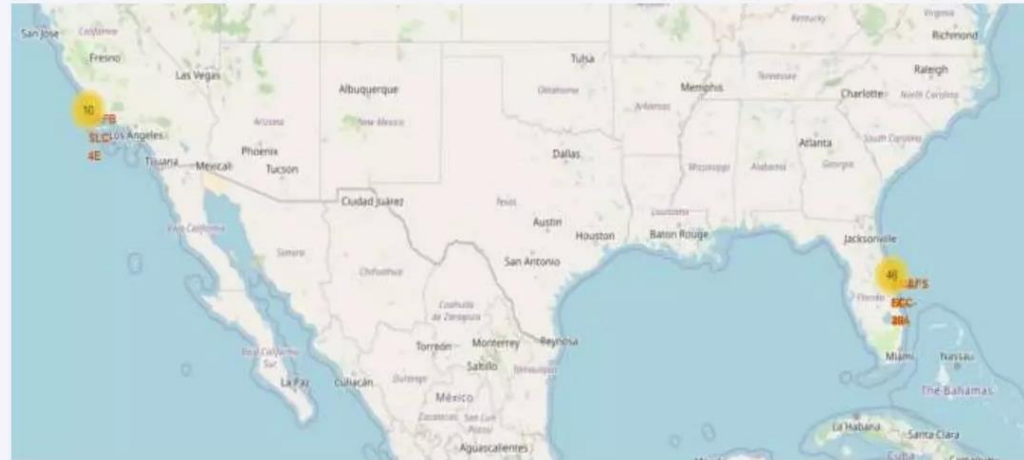 San Jose
California
Fresno
Las Vegas
Albuquerque
Tulsa
Kentucky
Virginia
Richmond
Raleigh
Tennessee
Memphis
Charlotte
North Carolina
Oklahoma
Arkansas
10
FB
SLC-
4E
Los Angeles
Arizona
New Mexico
Phoenix
Tucson
Tijuana
Mexicali
Dallas
Atlanta
South Carolina
Mississippi
Alabama
Georgia
Ciudad Juárez
Texas
Austin
Houston
Louisiana
Baton Rouge
Jacksonville
Baja California
Sonora
Chihuahua
San Antonio
46
AFS
Florida
Coahuila
de Zaragoza
Torreón
Monterrey
Reynosa
Saltillo
Tamaulipas
Miami
Nassau
The Bahamas
Baja California
Sur
La Paz
Culiacán
Durango
México
Zacatecas
San Luis
Potosí
Aguascalientes
La Habana
Santa Clara
Cuba